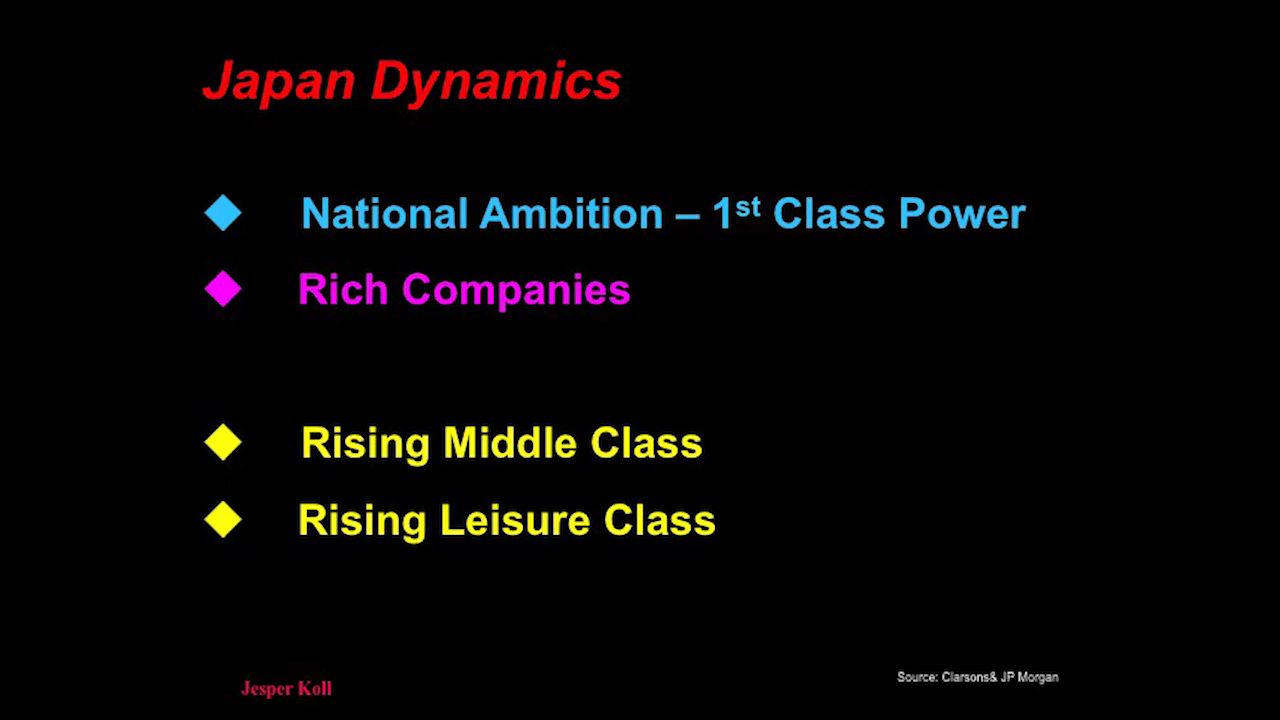 Japan Dynamics
National Ambition – 1st Class Power
Rich Companies
Rising Middle Class
Rising Leisure Class
Jesper Koll
Source: Clarsons& JP Morgan